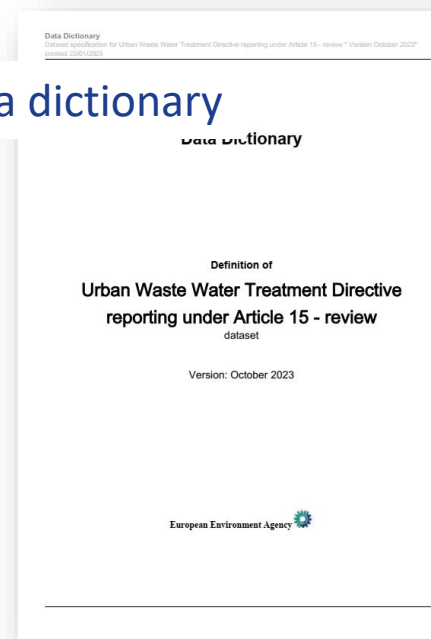 Data Dictionary
Dataset specification for Urban Waste Water Treatment Directive reporting under Article 15 - review * Version October 2023*
created 22/01/2025
a dictionary
Data Dictionary
Definition of
Urban Waste Water Treatment Directive
reporting under Article 15 - review
dataset
Version: October 2023
European Environment Agency